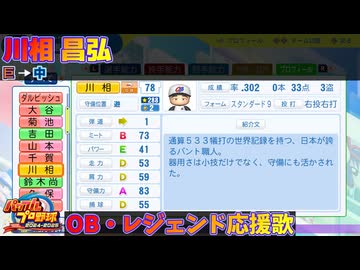 川相 昌弘
巨→中
ダルビッシュ
大谷
菊池
吉田
山本
千賀
川相
鈴木尚
川相
78
守備位置 遊
弾道 1
ミート B 73
パワー E 41
走力 D 53
肩力 D 59
守備力 A 83
捕球 D 55
成績 率.302 0本 33点 3盗
フォーム スタンダード9 投打 右投右打
紹介文
通算533犠打の世界記録を持つ、日本が誇
るバント職人。
器用さは小技だけでなく、守備にも活かされ
た。
パワフルプロ野球
2024-2025
OB・レジェンド応援歌